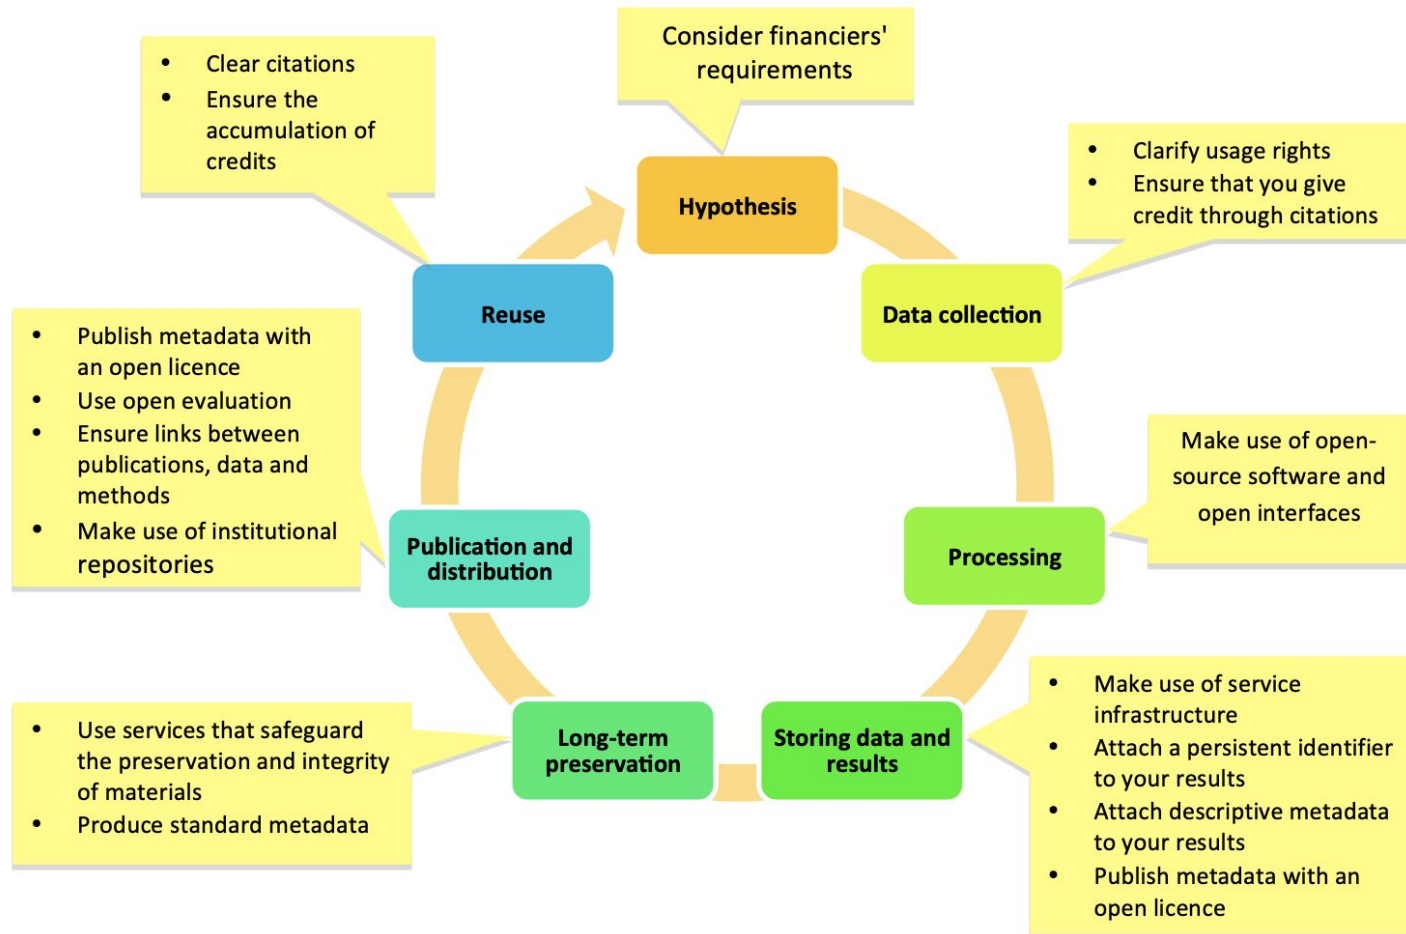 Consider financiers'
requirements
• Clear citations
• Ensure the
accumulation of
credits
• Clarify usage rights
• Ensure that you give
credit through citations
Hypothesis
Reuse
Data collection
• Publish metadata with
an open licence
• Use open evaluation
• Ensure links between
publications, data and
methods
• Make use of institutional
repositories
Make use of open-
source software and
open interfaces
Publication and
distribution
Processing
• Use services that safeguard
the preservation and integrity
of materials
• Produce standard metadata
Long-term
preservation
Storing data and
results
• Make use of service
infrastructure
• Attach a persistent identifier
to your results
• Attach descriptive metadata
to your results
• Publish metadata with an
open licence